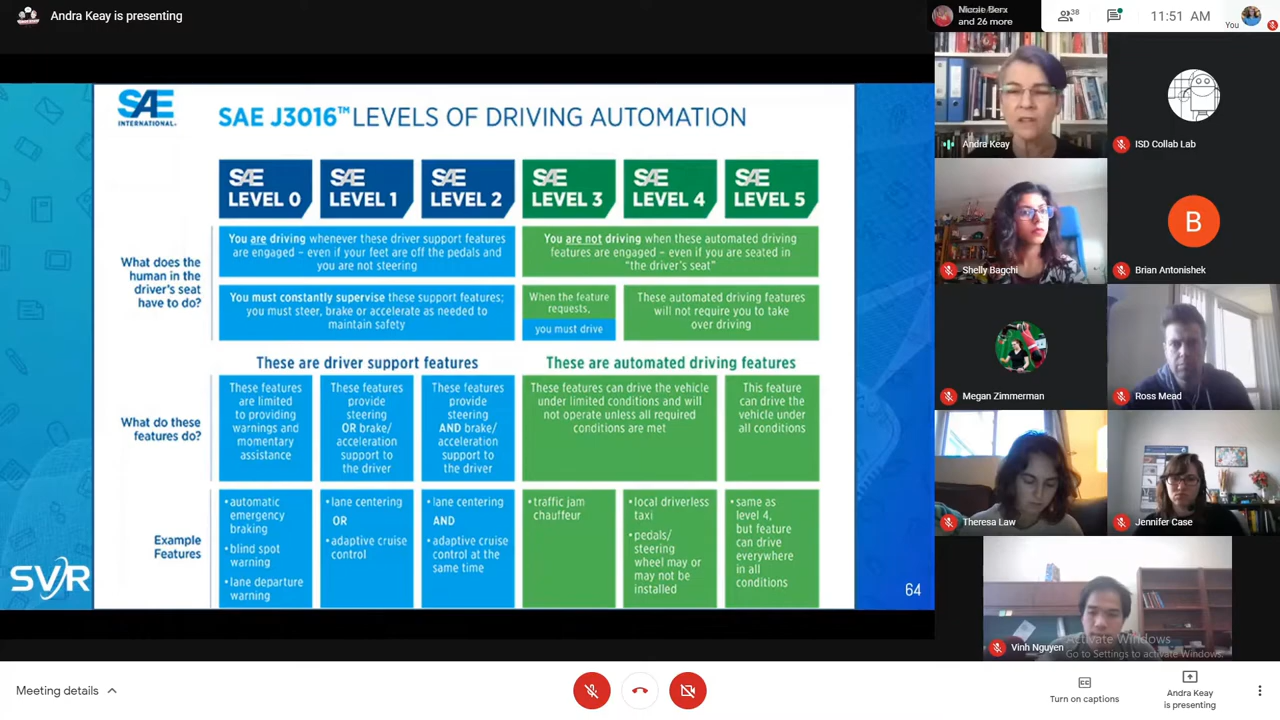 Andra Keay is presenting
Nicole Berx
and 26 more
38
11:51 AM
You
SAE
INTERNATIONAL
SAE J3016™ LEVELS OF DRIVING AUTOMATION
SAE
LEVEL 0
SAE
LEVEL 1
SAE
LEVEL 2
SAE
LEVEL 3
SAE
LEVEL 4
SAE
LEVEL 5
What does the
human in the
driver's seat
have to do?
You are driving whenever these driver support features
are engaged – even if your feet are off the pedals and
you are not steering
You are not driving when these automated driving
features are engaged – even if you are seated in
"the driver's seat"
You must constantly supervise these support features;
you must steer, brake or accelerate as needed to
maintain safety
When the feature
requests,
you must drive
These automated driving features
will not require you to take
over driving
These are driver support features
These are automated driving features
What do these
features do?
These features
are limited
to providing
warnings and
momentary
assistance
These features
provide
steering
OR brake/
acceleration
support to
the driver
These features
provide
steering
AND brake/
acceleration
support to
the driver
These features can drive the vehicle
under limited conditions and will
not operate unless all required
conditions are met
This feature
can drive the
vehicle under
all conditions
Example
Features
•automatic
emergency
braking
•blind spot
warning
•lane departure
warning
•lane centering
OR
•adaptive cruise
control
•lane centering
AND
•adaptive cruise
control at the
same time
•traffic jam
chauffeur
•local driverless
taxi
•pedals/
steering
wheel may or
may not be
installed
•same as
level 4,
but feature
can drive
everywhere
in all
conditions
SVR
64
Andra Keay
ISD Collab Lab
Shelly Bagchi
B
Brian Antonishek
Megan Zimmerman
Ross Mead
Theresa Law
Jennifer Case
Vinh Nguyen
Activate Windows
Go to Settings to activate Windows.
Meeting details
Turn on captions
Andra Keay
is presenting